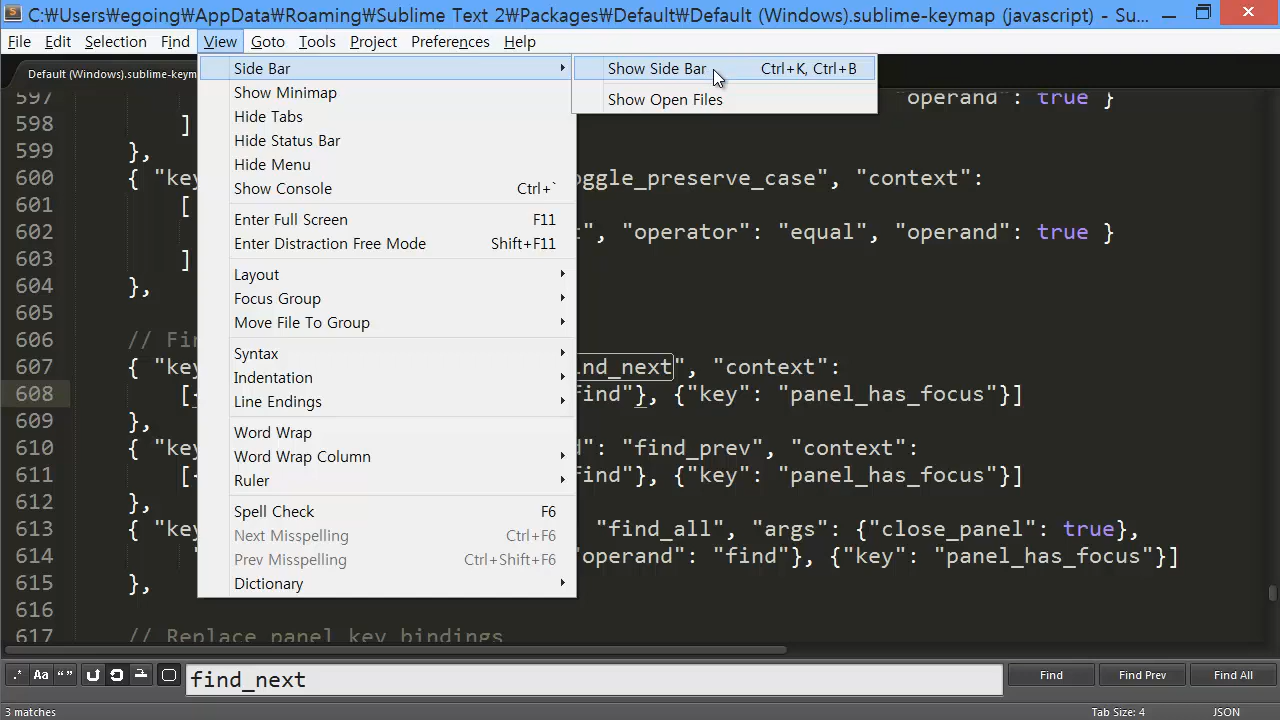 C:₩Users₩egoing₩AppData₩Roaming₩Sublime Text 2₩Packages₩Default₩Default (Windows).sublime-keymap (javascript) - Su...
File Edit Selection Find View Goto Tools Project Preferences Help
Default (Windows).sublime-keym
Side Bar
Show Side Bar Ctrl+K, Ctrl+B
Show Open Files
Show Minimap
Hide Tabs
Hide Status Bar
Hide Menu
Show Console Ctrl+`
Enter Full Screen F11
Enter Distraction Free Mode Shift+F11
Layout
Focus Group
Move File To Group
Syntax
Indentation
Line Endings
Word Wrap
Word Wrap Column
Ruler
Spell Check F6
Next Misspelling Ctrl+F6
Prev Misspelling Ctrl+Shift+F6
Dictionary
597 "operand": true }
598 ]
599 },
600 { "key oggle_preserve_case", "context":
601 [
602 t", "operator": "equal", "operand": true }
603 ]
604 },
605
606 // Fi
607 { "key ind_next", "context":
608 [{ find"}, {"key": "panel_has_focus"}]
609 },
610 { "key d": "find_prev", "context":
611 [{ find"}, {"key": "panel_has_focus"}]
612 },
613 { "key "find_all", "args": {"close_panel": true},
614 " "operand": "find"}, {"key": "panel_has_focus"}]
615 },
616
617 // Replace panel key bindings
.* Aa “ ” find_next Find Find Prev Find All
3 matches Tab Size: 4 JSON